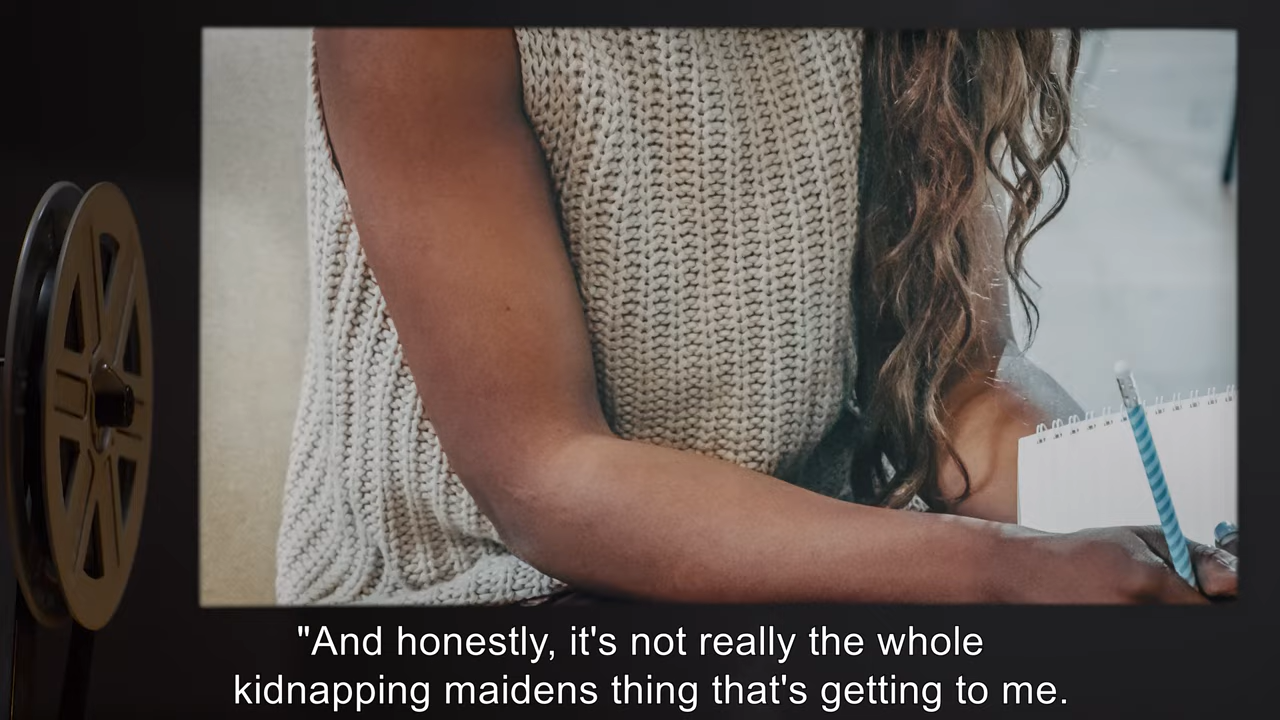 "And honestly, it's not really the whole
kidnapping maidens thing that's getting to me.